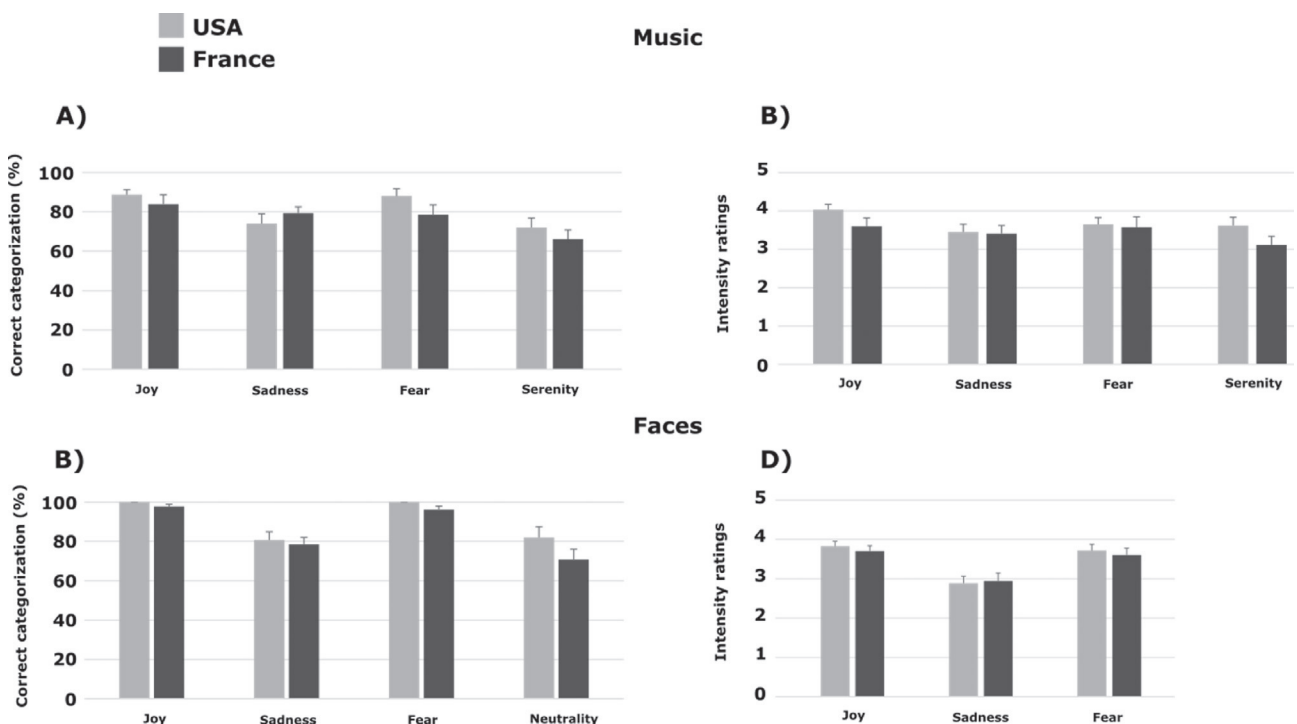 USA
France
Music
A)
Correct categorization (%)
100
80
60
40
20
0
Joy Sadness Fear Serenity
B)
Intensity ratings
5
4
3
2
1
0
Joy Sadness Fear Serenity
Faces
B)
Correct categorization (%)
100
80
60
40
20
0
Joy Sadness Fear Neutrality
D)
Intensity ratings
5
4
3
2
1
0
Joy Sadness Fear